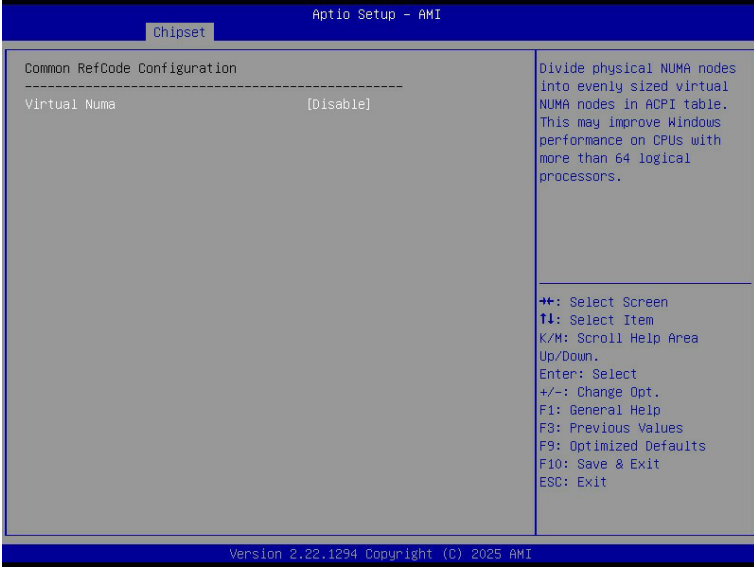 Aptio Setup – AMI
Chipset
Common RefCode Configuration
--------------------------------------------------
Virtual Numa [Disable]
Divide physical NUMA nodes
into evenly sized virtual
NUMA nodes in ACPI table.
This may improve Windows
performance on CPUs with
more than 64 logical
processors.
→←: Select Screen
↑↓: Select Item
K/M: Scroll Help Area
Up/Down.
Enter: Select
+/-: Change Opt.
F1: General Help
F3: Previous Values
F9: Optimized Defaults
F10: Save & Exit
ESC: Exit
Version 2.22.1294 Copyright (C) 2025 AMI